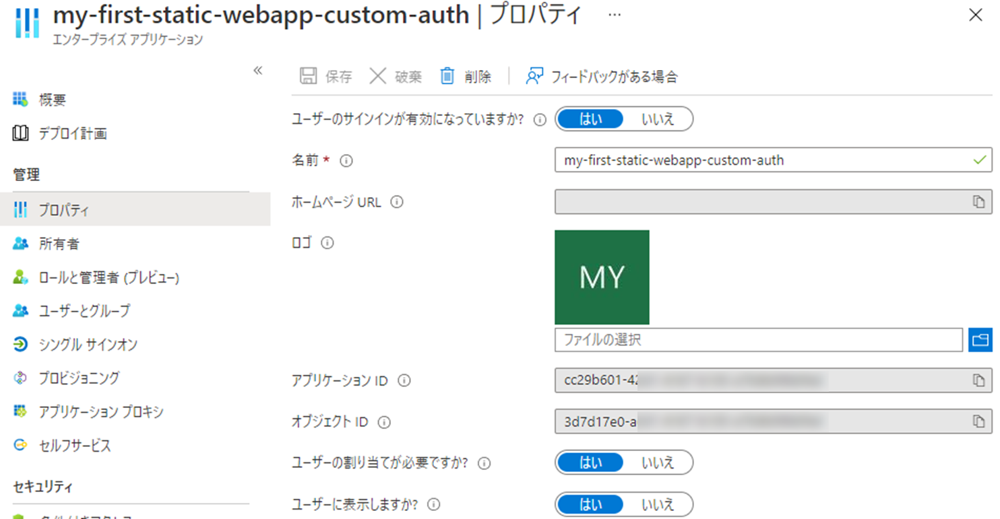 my-first-static-webapp-custom-auth | プロパティ ...
エンタープライズ アプリケーション
«
保存 破棄 削除 フィードバックがある場合
概要
デプロイ計画
管理
プロパティ
所有者
ロールと管理者 (プレビュー)
ユーザーとグループ
シングル サインオン
プロビジョニング
アプリケーション プロキシ
セルフサービス
セキュリティ
ユーザーのサインインが有効になっていますか? はい いいえ
名前 * my-first-static-webapp-custom-auth
ホームページ URL
ロゴ
MY
ファイルの選択
アプリケーション ID cc29b601-42
オブジェクト ID 3d7d17e0-a
ユーザーの割り当てが必要ですか? はい いいえ
ユーザーに表示しますか? はい いいえ